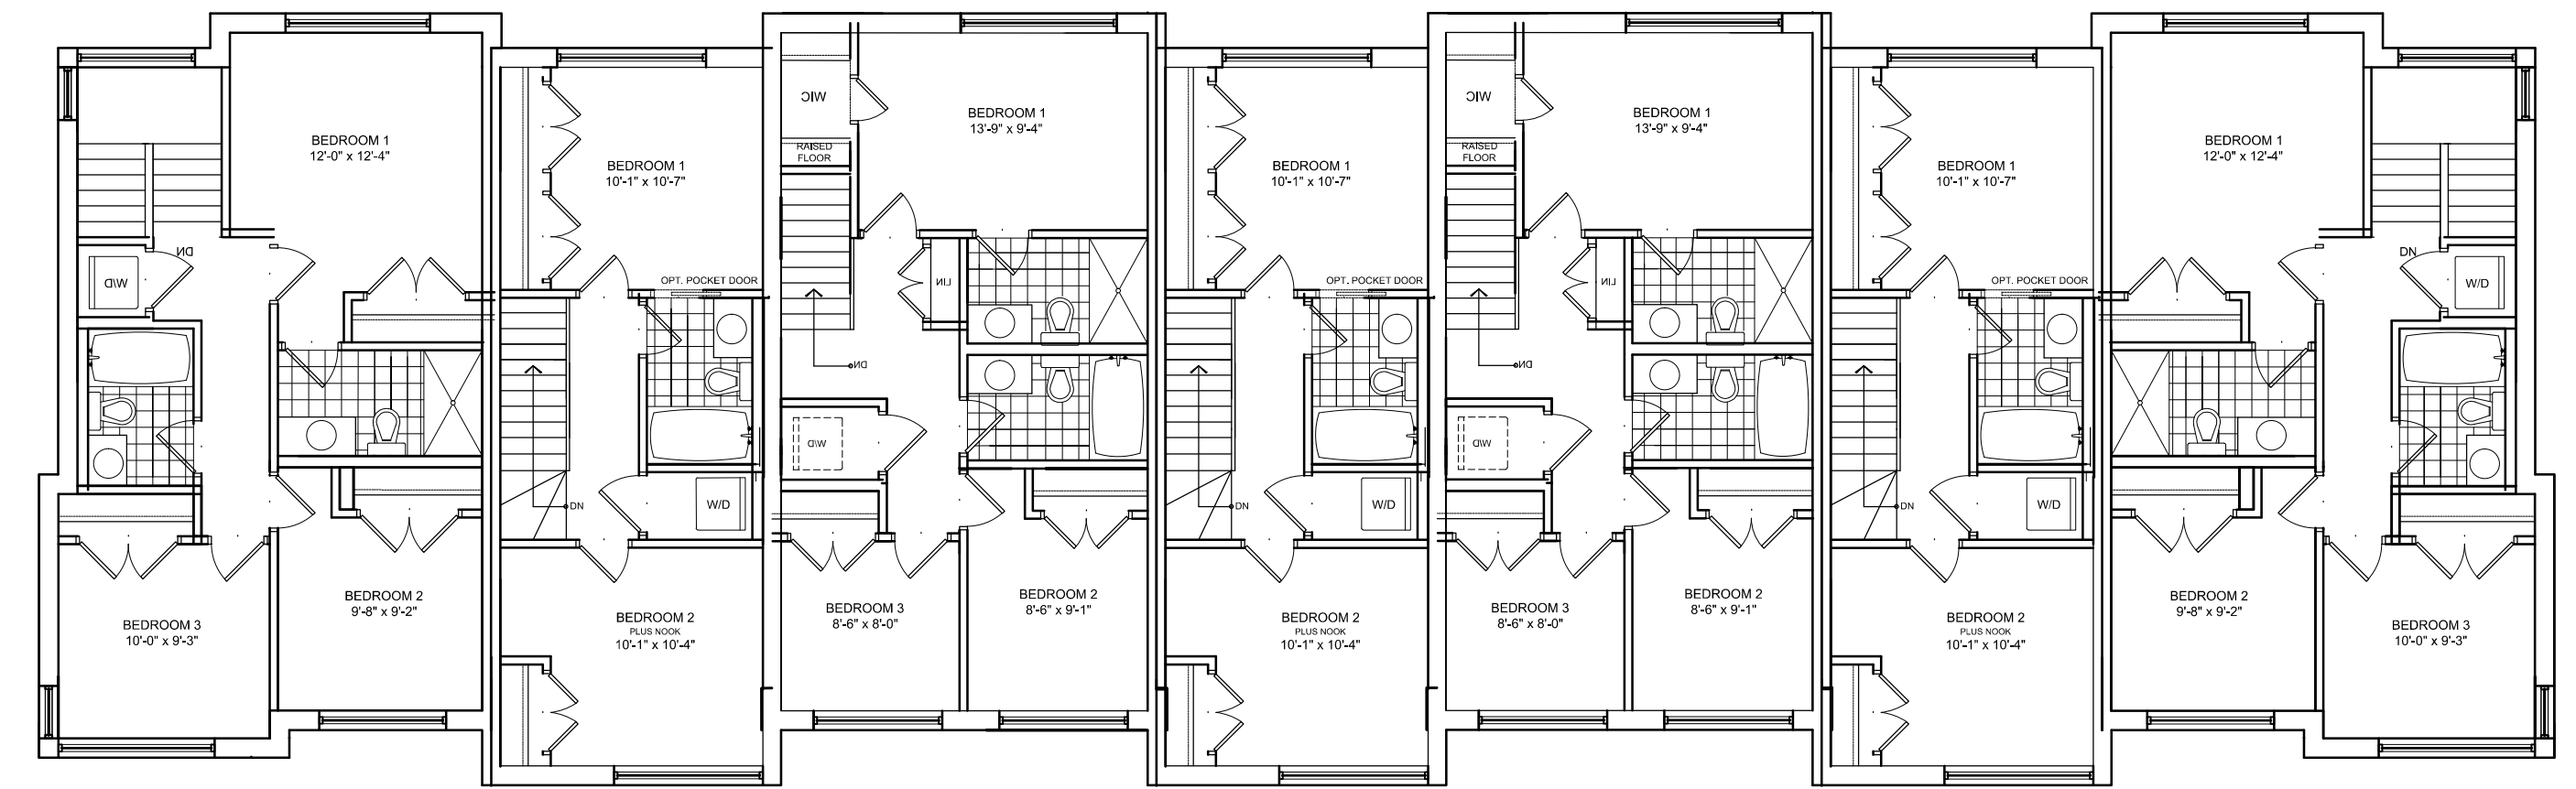 BEDROOM 1
12'-0" x 12'-4"
DN
W/D
BEDROOM 3
10'-0" x 9'-3"
BEDROOM 2
9'-8" x 9'-2"
BEDROOM 1
10'-1" x 10'-7"
OPT. POCKET DOOR
W/D
DN
BEDROOM 2
PLUS NOOK
10'-1" x 10'-4"
WIC
RAISED
FLOOR
BEDROOM 1
13'-9" x 9'-4"
LIN
DN
W/D
BEDROOM 3
8'-6" x 8'-0"
BEDROOM 2
8'-6" x 9'-1"
BEDROOM 1
10'-1" x 10'-7"
OPT. POCKET DOOR
W/D
DN
BEDROOM 2
PLUS NOOK
10'-1" x 10'-4"
WIC
RAISED
FLOOR
BEDROOM 1
13'-9" x 9'-4"
LIN
DN
W/D
BEDROOM 3
8'-6" x 8'-0"
BEDROOM 2
8'-6" x 9'-1"
BEDROOM 1
10'-1" x 10'-7"
OPT. POCKET DOOR
W/D
DN
BEDROOM 2
PLUS NOOK
10'-1" x 10'-4"
BEDROOM 1
12'-0" x 12'-4"
DN
W/D
BEDROOM 2
9'-8" x 9'-2"
BEDROOM 3
10'-0" x 9'-3"